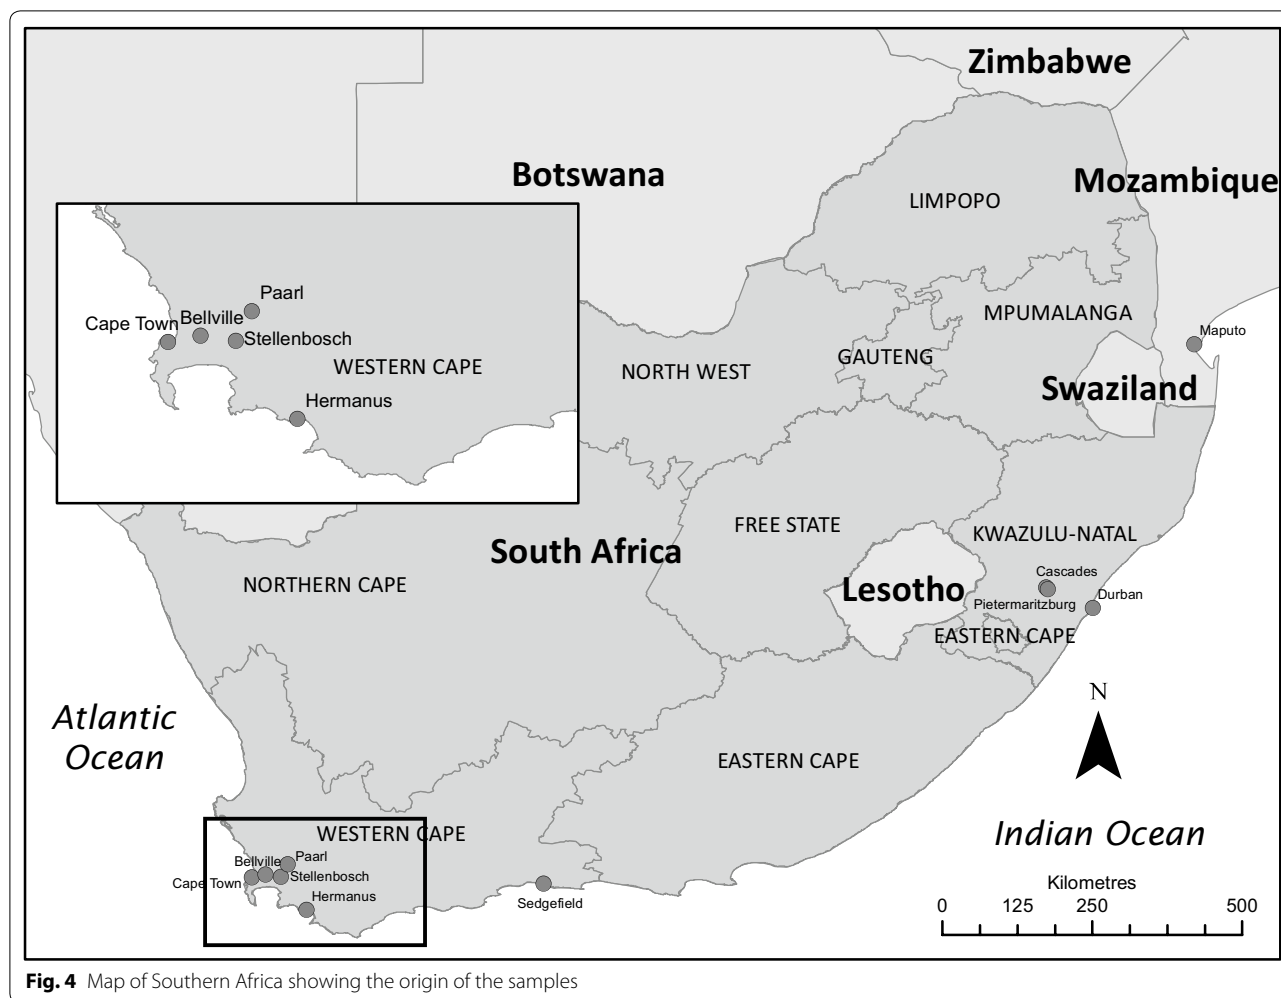 Zimbabwe
Botswana
Mozambique
LIMPOPO
Paarl
Cape Town
Bellville
Stellenbosch
WESTERN CAPE
Hermanus
MPUMALANGA
Maputo
GAUTENG
NORTH WEST
Swaziland
FREE STATE
KWAZULU-NATAL
South Africa
NORTHERN CAPE
Lesotho
Cascades
Pietermaritzburg
Durban
EASTERN CAPE
N
Atlantic
Ocean
EASTERN CAPE
Indian Ocean
WESTERN CAPE
Bellville
Paarl
Cape Town
Stellenbosch
Hermanus
Sedgefield
Kilometres
0 125 250 500
Fig. 4 Map of Southern Africa showing the origin of the samples